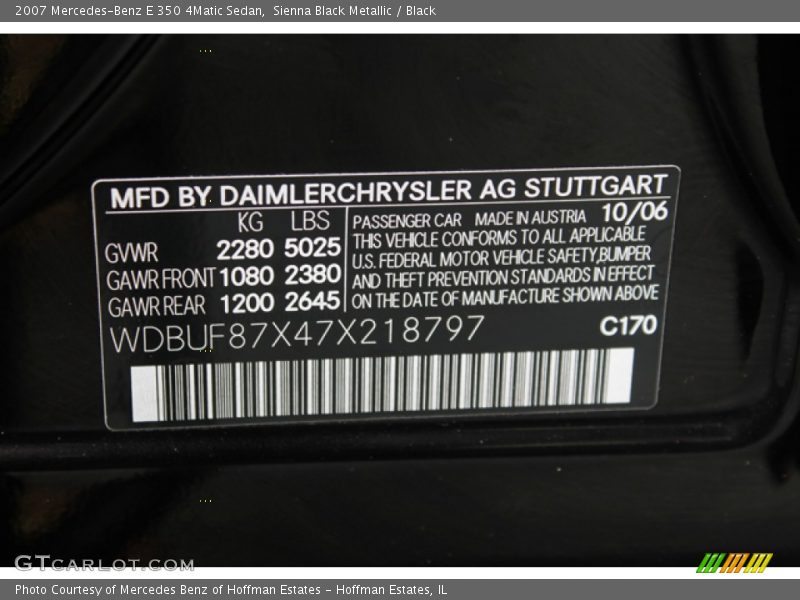 2007 Mercedes-Benz E 350 4Matic Sedan,  Sienna Black Metallic / Black
MFD BY DAIMLERCHRYSLER AG STUTTGART
KG LBS
GVWR 2280 5025
GAWR FRONT 1080 2380
GAWR REAR 1200 2645
PASSENGER CAR MADE IN AUSTRIA 10/06
THIS VEHICLE CONFORMS TO ALL APPLICABLE
U.S. FEDERAL MOTOR VEHICLE SAFETY,BUMPER
AND THEFT PREVENTION STANDARDS IN EFFECT
ON THE DATE OF MANUFACTURE SHOWN ABOVE
WDBUF87X47X218797 C170
GTCARLOT.COM
Photo Courtesy of Mercedes Benz of Hoffman Estates - Hoffman Estates, IL